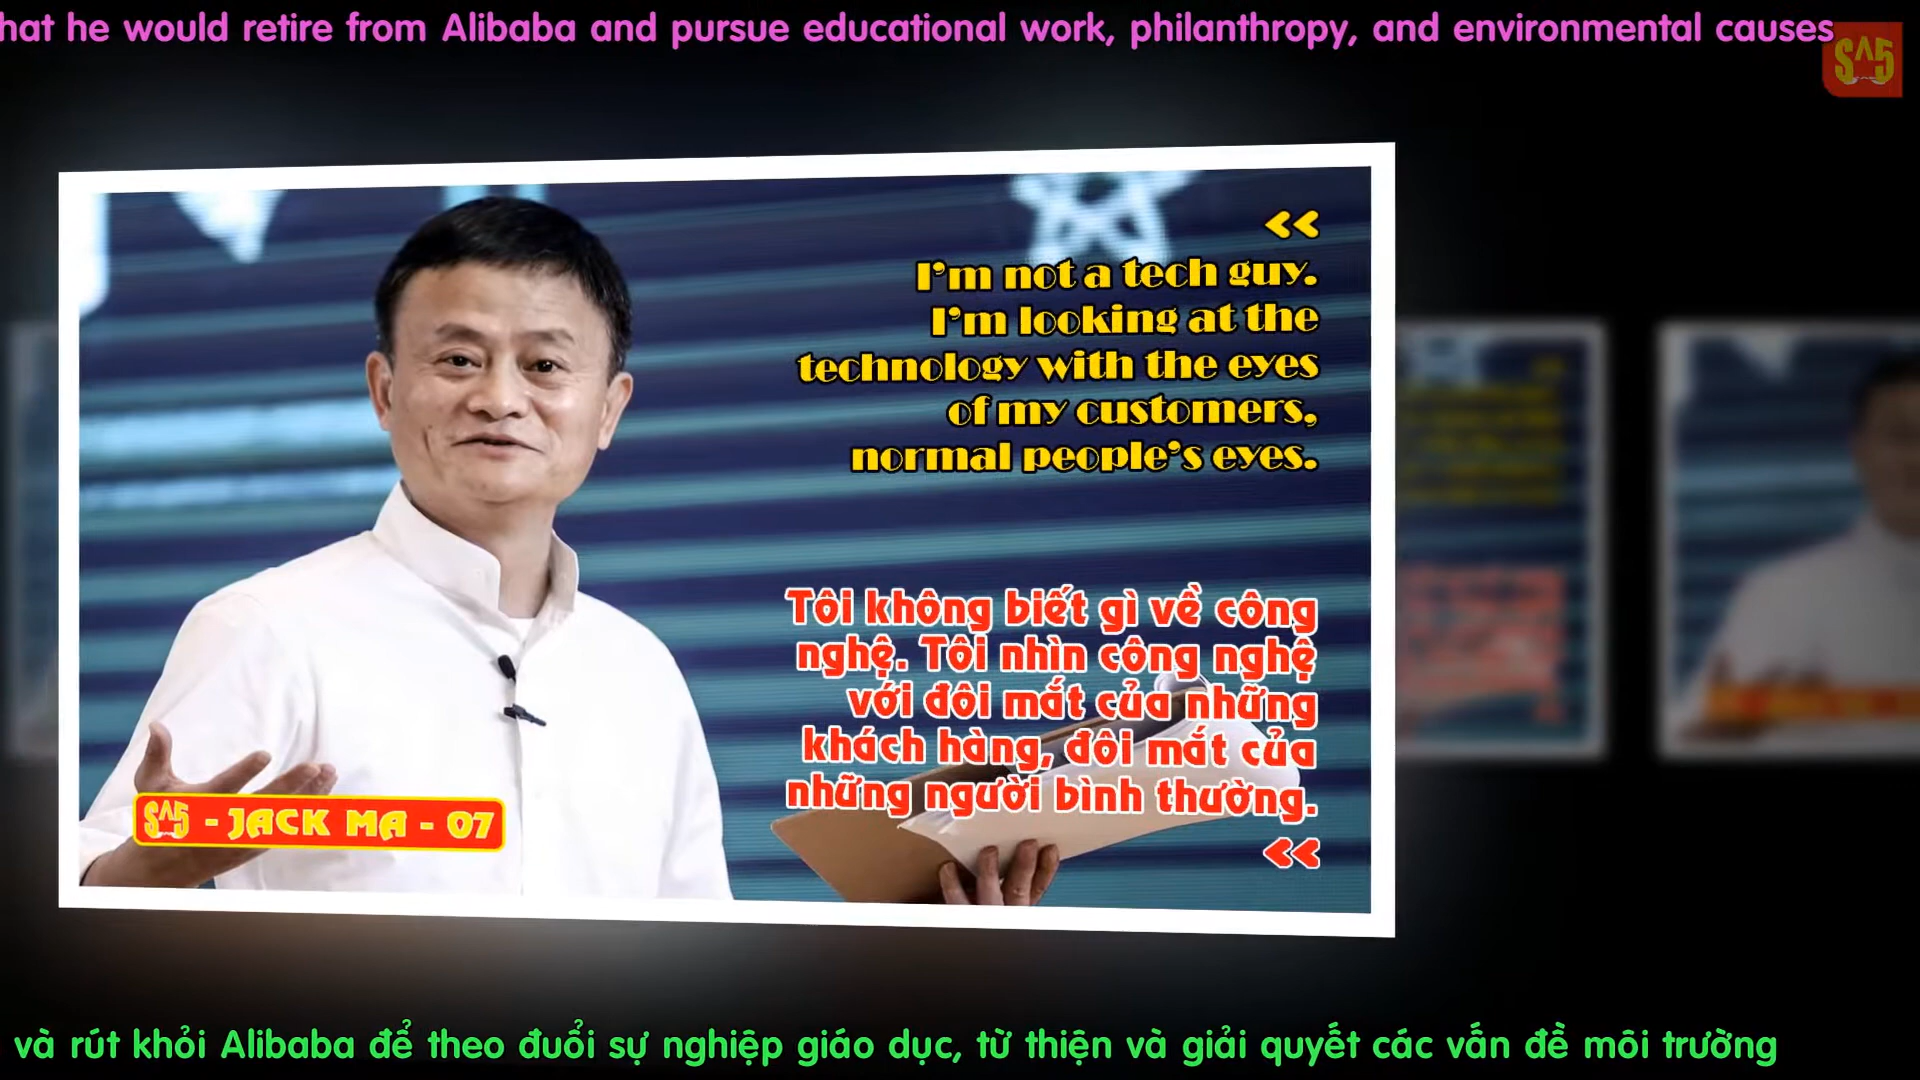 hat he would retire from Alibaba and pursue educational work, philanthropy, and environmental causes
S^5
<<
I'm not a tech guy.
I'm looking at the
technology with the eyes
of my customers,
normal people's eyes.
Tôi không biết gì về công
nghệ. Tôi nhìn công nghệ
với đôi mắt của những
khách hàng, đôi mắt của
những người bình thường.
<<
S^5 - JACK MA - 07
và rút khỏi Alibaba để theo đuổi sự nghiệp giáo dục, từ thiện và giải quyết các vấn đề môi trường